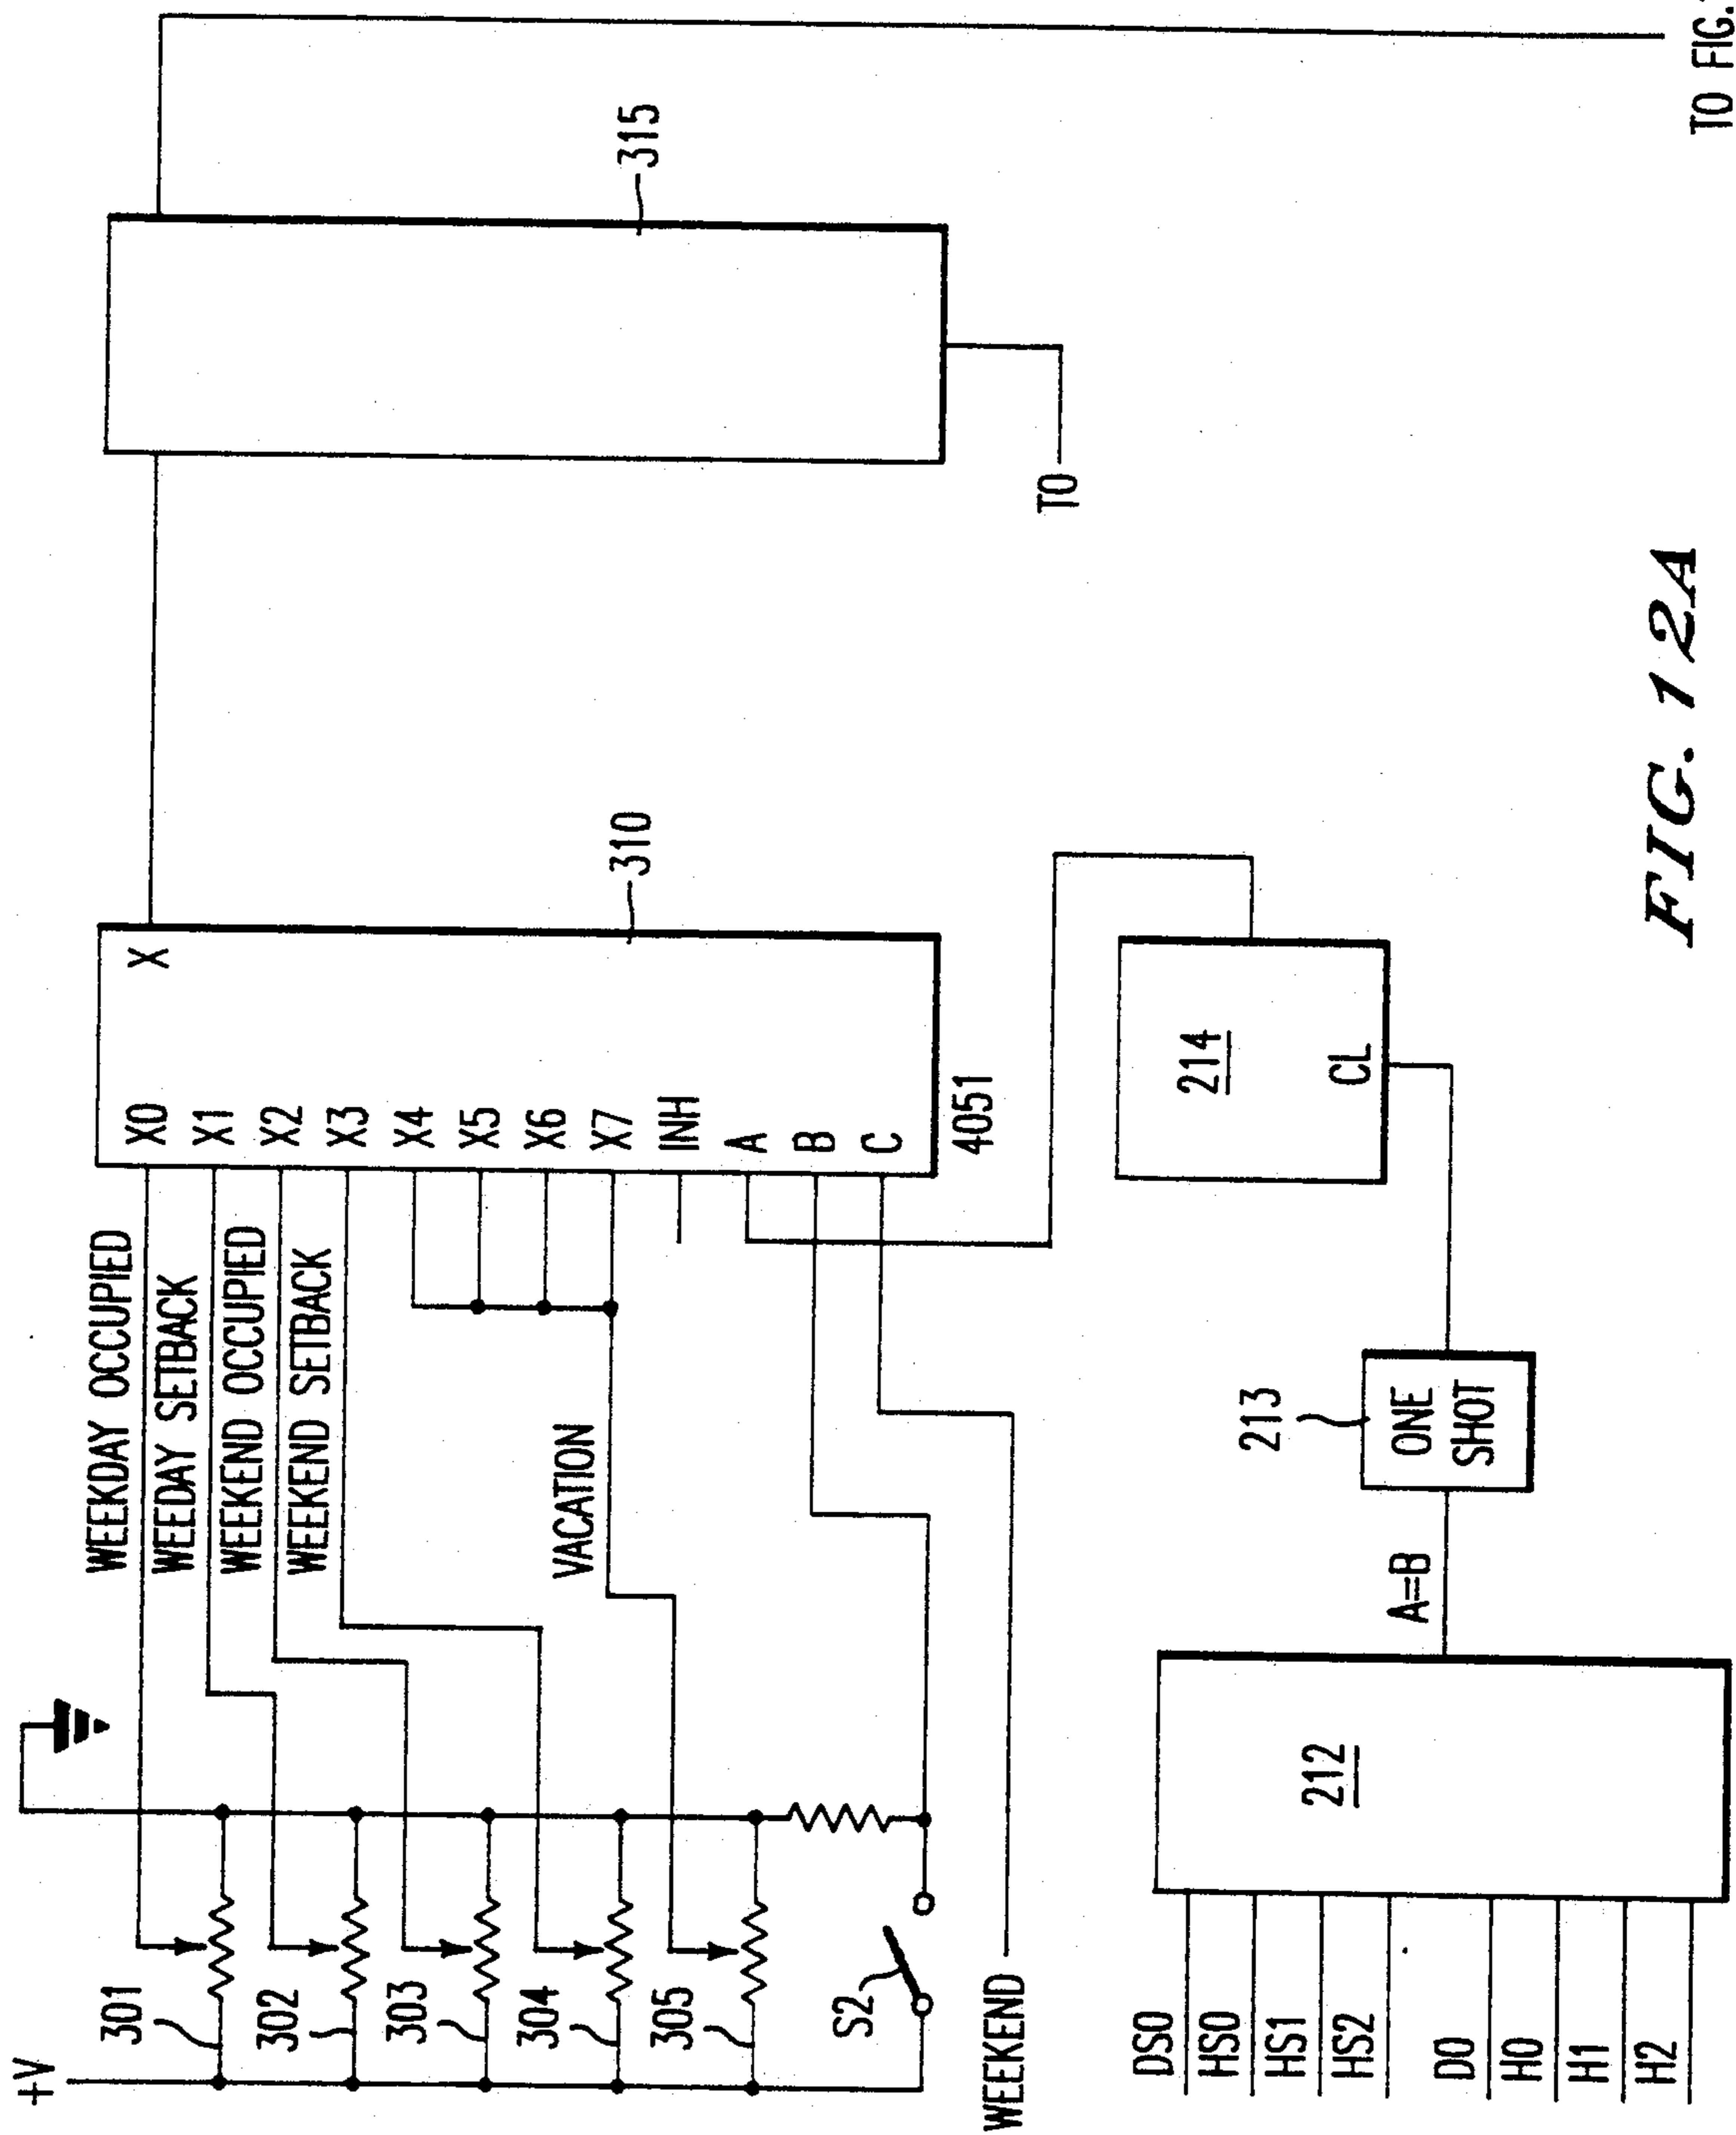 +V
301
302
303
304
305
S2
WEEKEND
WEEKDAY OCCUPIED
WEEDAY SETBACK
WEEKEND OCCUPIED
WEEKEND SETBACK
VACATION
X0
X1
X2
X3
X4
X5
X6
X7
INH
A
B
C
X
310
4051
315
TO
TO FIG.
DS0
HS0
HS1
HS2
D0
H0
H1
H2
212
A=B
213
ONE
SHOT
214
CL
FIG. 12A